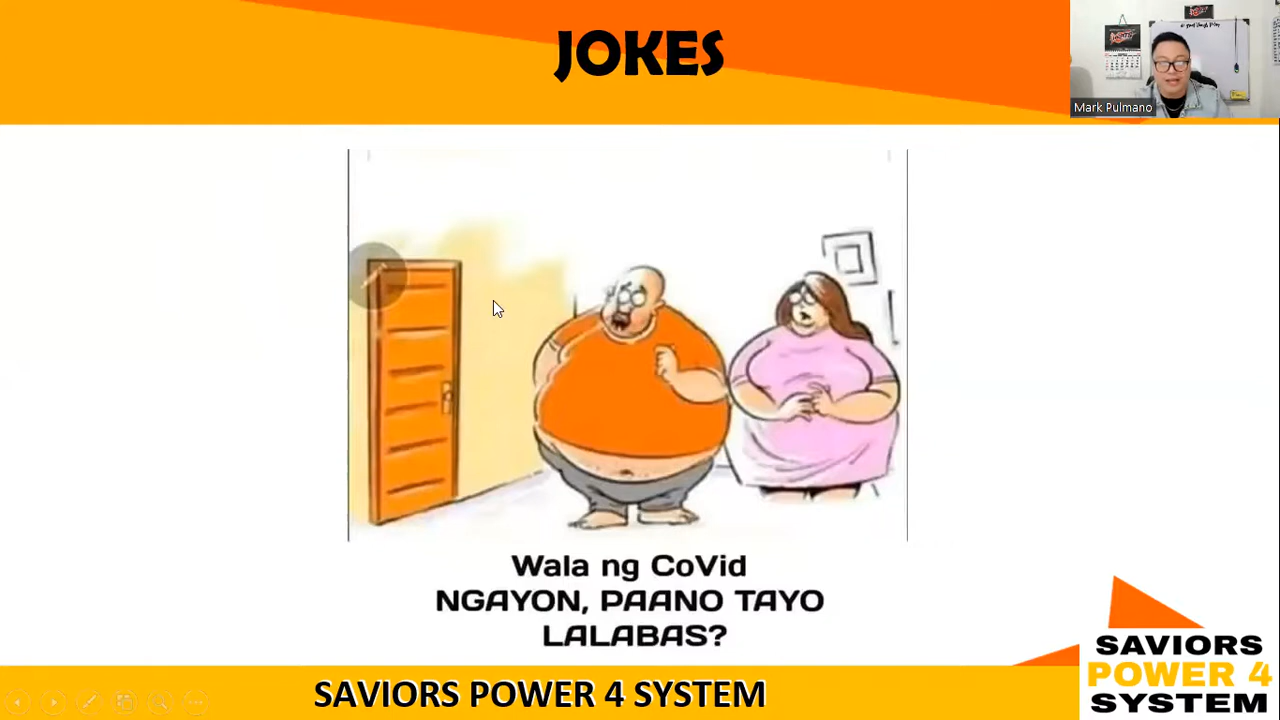 JOKES
Mark Pulmano
Wala ng CoVid
NGAYON, PAANO TAYO
LALABAS?
SAVIORS POWER 4 SYSTEM
SAVIORS
POWER 4
SYSTEM